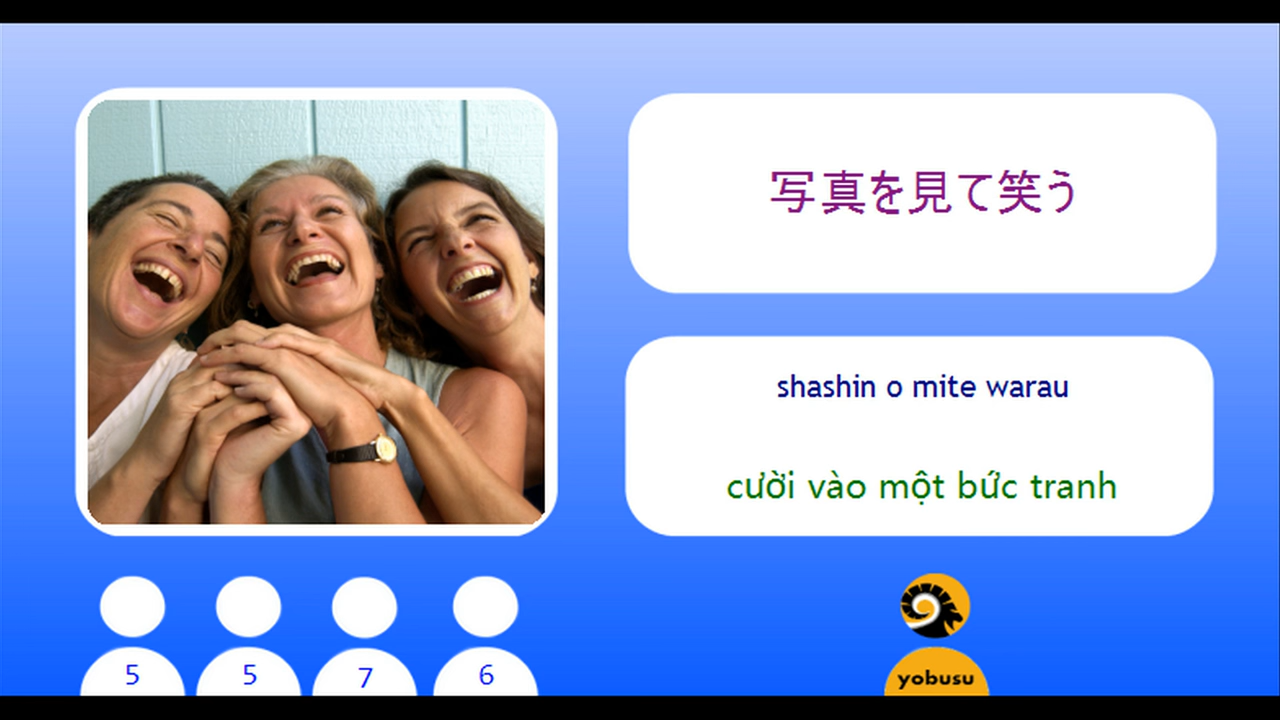 写真を見て笑う
shashin o mite warau
cười vào một bức tranh
5 5 7 6
yobusu